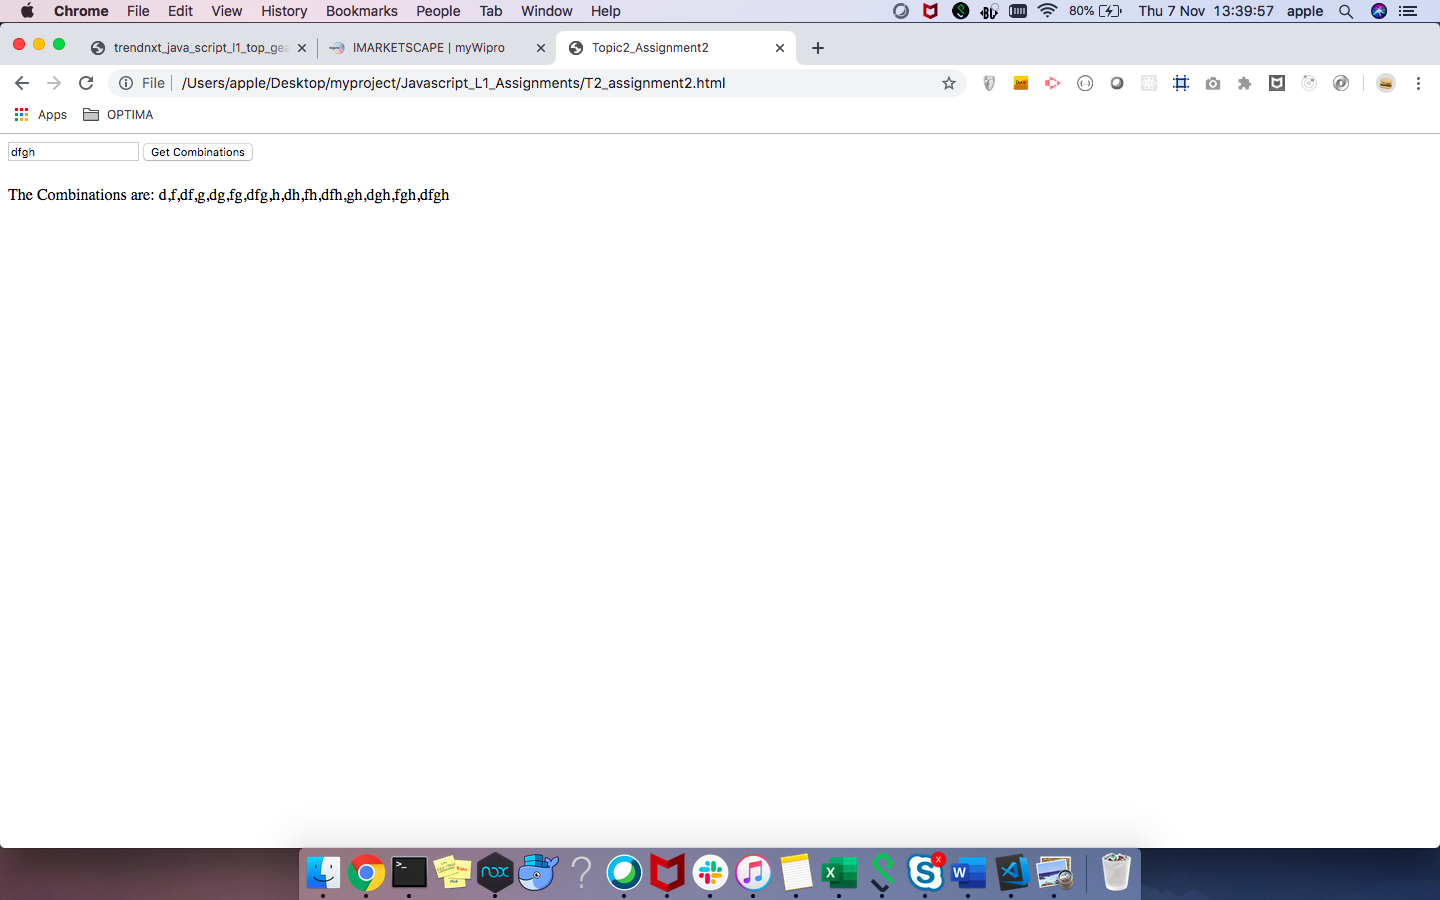 Chrome File Edit View History Bookmarks People Tab Window Help 80% Thu 7 Nov 13:39:57 apple
trendnxt_java_script_l1_top_gea IMARKETSCAPE | myWipro Topic2_Assignment2
File /Users/apple/Desktop/myproject/Javascript_L1_Assignments/T2_assignment2.html
Apps OPTIMA
dfgh Get Combinations
The Combinations are: d,f,df,g,dg,fg,dfg,h,dh,fh,dfh,gh,dgh,fgh,dfgh